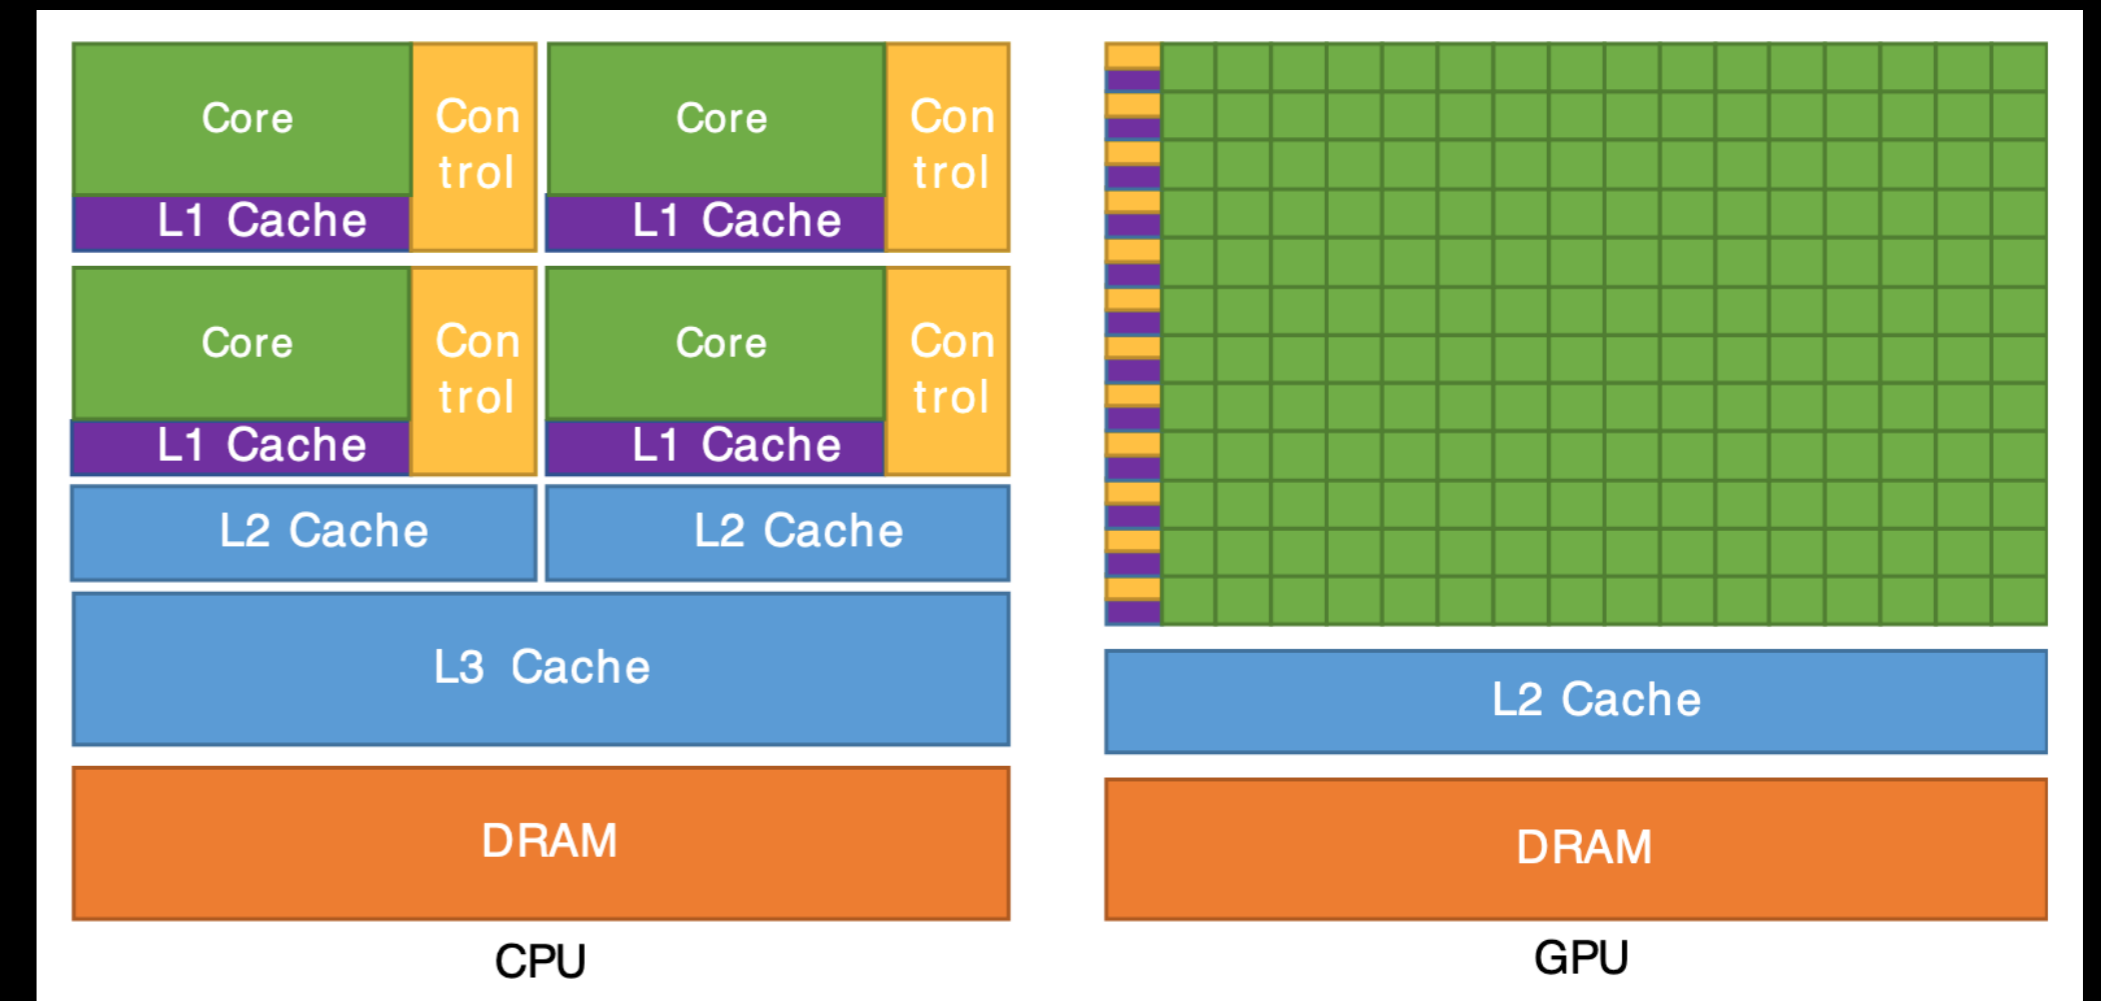 Core
Con
trol
L1 Cache
Core
Con
trol
L1 Cache
Core
Con
trol
L1 Cache
Core
Con
trol
L1 Cache
L2 Cache
L2 Cache
L3 Cache
DRAM
CPU
L2 Cache
DRAM
GPU